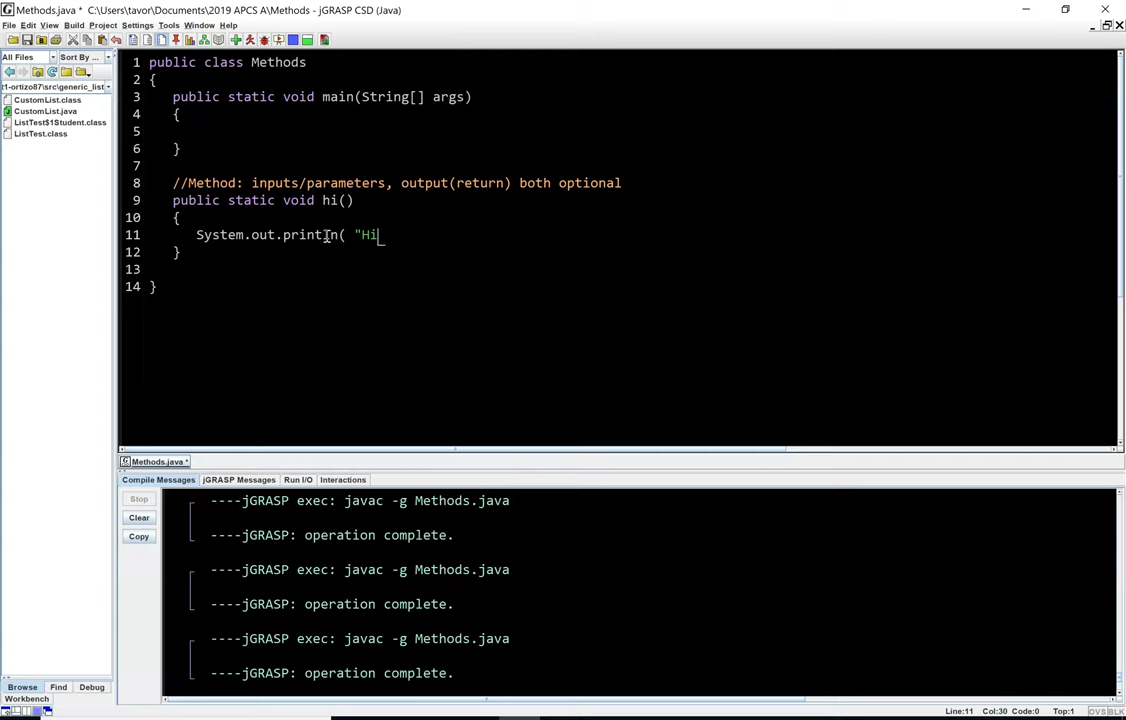 Methods.java * C:\Users\tavor\Documents\2019 APCS A\Methods - jGRASP CSD (Java)
File Edit View Build Project Settings Tools Window Help
All Files Sort By ...
t1-ortizo87\src\generic_list
CustomList.class
CustomList.java
ListTest$1Student.class
ListTest.class
1 public class Methods
2 {
3 public static void main(String[] args)
4 {
5
6 }
7
8 //Method: inputs/parameters, output(return) both optional
9 public static void hi()
10 {
11 System.out.println( "Hi
12 }
13
14 }
Methods.java *
Compile Messages jGRASP Messages Run I/O Interactions
Stop
Clear
Copy
----jGRASP exec: javac -g Methods.java
----jGRASP: operation complete.
----jGRASP exec: javac -g Methods.java
----jGRASP: operation complete.
----jGRASP exec: javac -g Methods.java
----jGRASP: operation complete.
Browse Find Debug
Workbench
Line:11 Col:30 Code:0 Top:1 OVS BLK